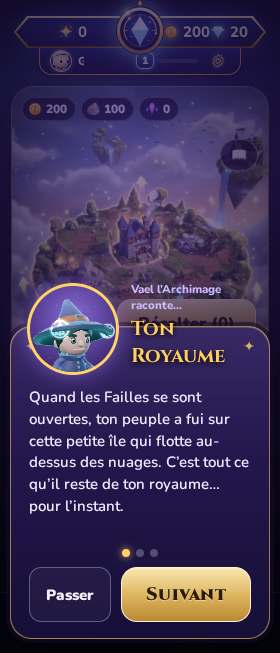 0
200
20
1
200
100
0
Vael l'Archimage
raconte...
Récolter (0)
Ton
Royaume
Quand les Failles se sont
ouvertes, ton peuple a fui sur
cette petite île qui flotte au-
dessus des nuages. C'est tout ce
qu'il reste de ton royaume...
pour l'instant.
Passer
Suivant